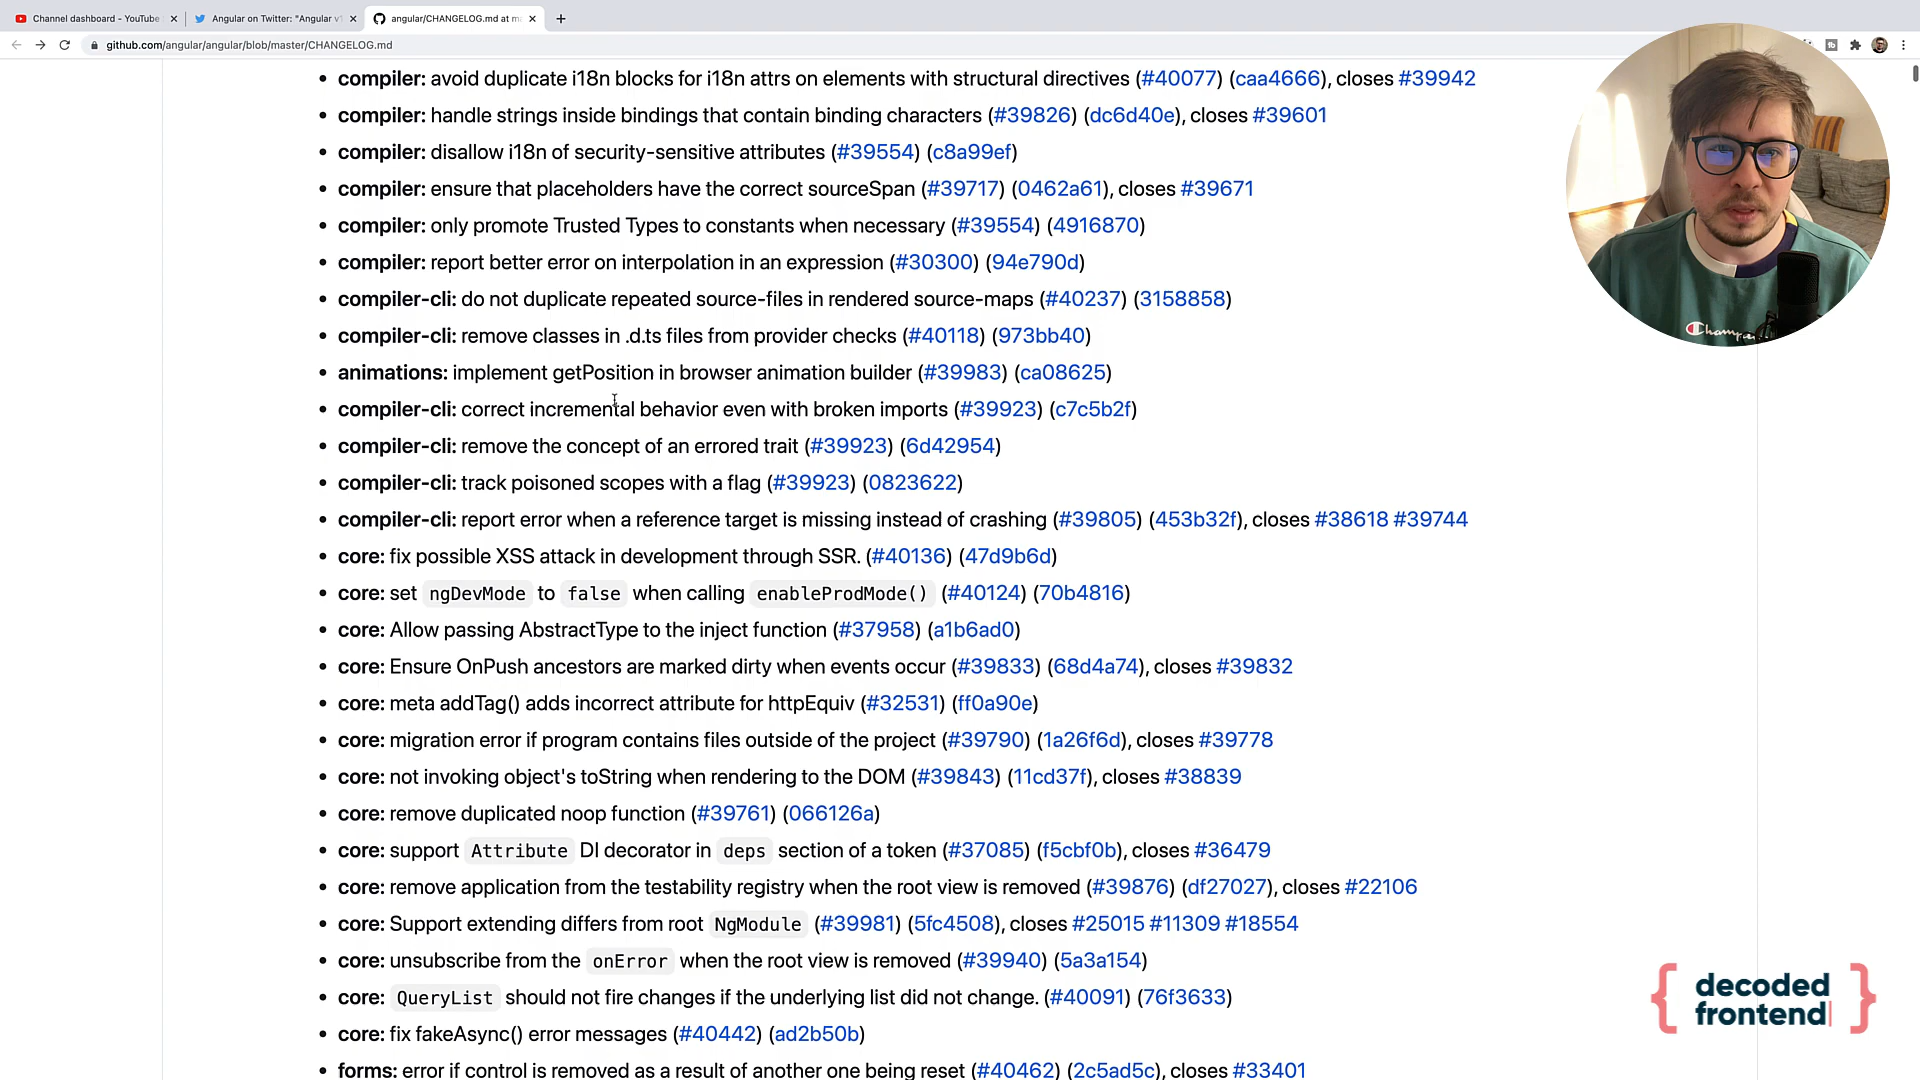 Channel dashboard - YouTube
Angular on Twitter: "Angular v1
angular/CHANGELOG.md at m
github.com/angular/angular/blob/master/CHANGELOG.md
• compiler: avoid duplicate i18n blocks for i18n attrs on elements with structural directives (#40077) (caa4666), closes #39942
• compiler: handle strings inside bindings that contain binding characters (#39826) (dc6d40e), closes #39601
• compiler: disallow i18n of security-sensitive attributes (#39554) (c8a99ef)
• compiler: ensure that placeholders have the correct sourceSpan (#39717) (0462a61), closes #39671
• compiler: only promote Trusted Types to constants when necessary (#39554) (4916870)
• compiler: report better error on interpolation in an expression (#30300) (94e790d)
• compiler-cli: do not duplicate repeated source-files in rendered source-maps (#40237) (3158858)
• compiler-cli: remove classes in .d.ts files from provider checks (#40118) (973bb40)
• animations: implement getPosition in browser animation builder (#39983) (ca08625)
• compiler-cli: correct incremental behavior even with broken imports (#39923) (c7c5b2f)
• compiler-cli: remove the concept of an errored trait (#39923) (6d42954)
• compiler-cli: track poisoned scopes with a flag (#39923) (0823622)
• compiler-cli: report error when a reference target is missing instead of crashing (#39805) (453b32f), closes #38618 #39744
• core: fix possible XSS attack in development through SSR. (#40136) (47d9b6d)
• core: set ngDevMode to false when calling enableProdMode() (#40124) (70b4816)
• core: Allow passing AbstractType to the inject function (#37958) (a1b6ad0)
• core: Ensure OnPush ancestors are marked dirty when events occur (#39833) (68d4a74), closes #39832
• core: meta addTag() adds incorrect attribute for httpEquiv (#32531) (ff0a90e)
• core: migration error if program contains files outside of the project (#39790) (1a26f6d), closes #39778
• core: not invoking object's toString when rendering to the DOM (#39843) (11cd37f), closes #38839
• core: remove duplicated noop function (#39761) (066126a)
• core: support Attribute DI decorator in deps section of a token (#37085) (f5cbf0b), closes #36479
• core: remove application from the testability registry when the root view is removed (#39876) (df27027), closes #22106
• core: Support extending differs from root NgModule (#39981) (5fc4508), closes #25015 #11309 #18554
• core: unsubscribe from the onError when the root view is removed (#39940) (5a3a154)
• core: QueryList should not fire changes if the underlying list did not change. (#40091) (76f3633)
• core: fix fakeAsync() error messages (#40442) (ad2b50b)
• forms: error if control is removed as a result of another one being reset (#40462) (2c5ad5c), closes #33401
Champ
{ decoded
frontend }